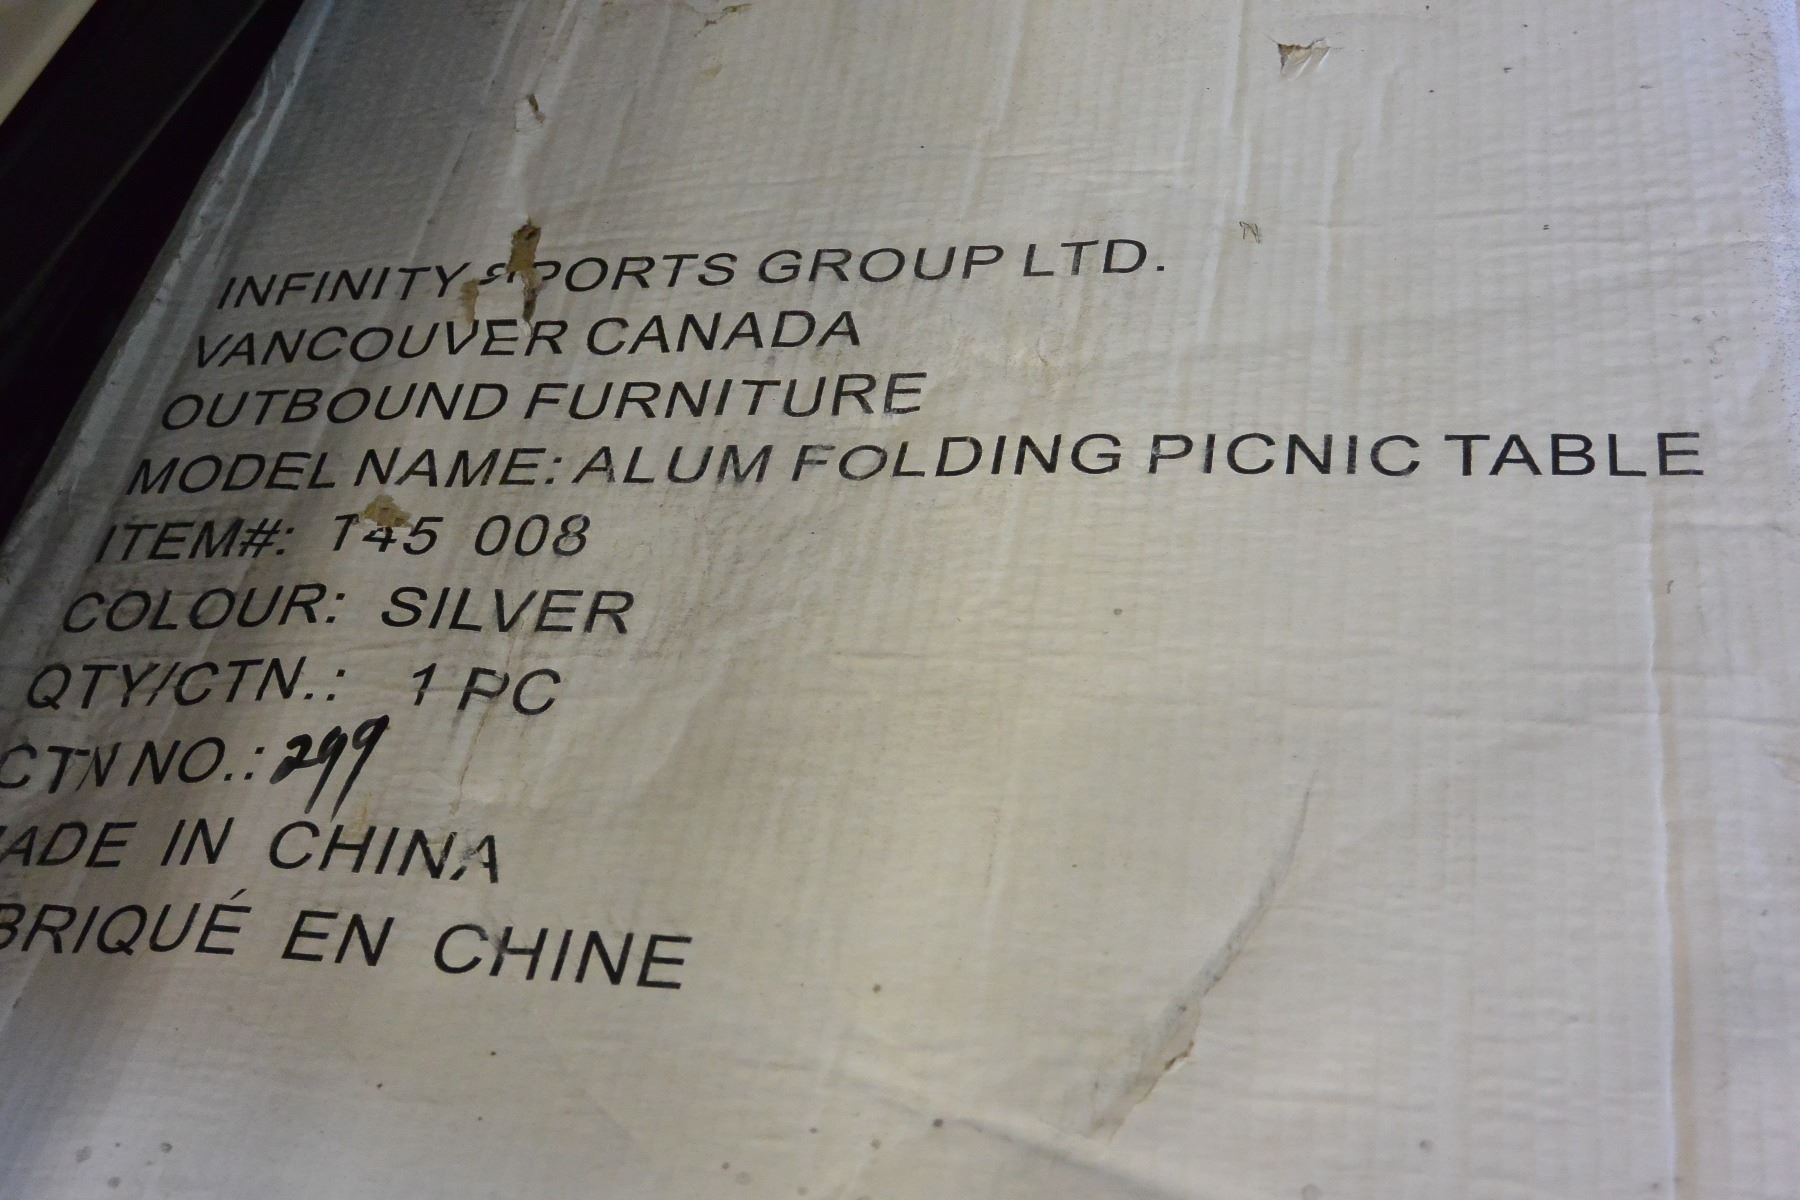 INFINITY SPORTS GROUP LTD.
VANCOUVER CANADA
OUTBOUND FURNITURE
MODEL NAME: ALUM FOLDING PICNIC TABLE
ITEM#: T45 008
COLOUR: SILVER
QTY/CTN.: 1 PC
CTN NO.: 299
MADE IN CHINA
BRIQUÉ EN CHINE